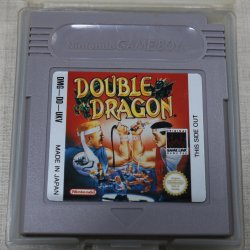 Nintendo GAME BOY
DMG-DD-UKV
MADE IN JAPAN
DOUBLE
DRAGON
THIS SIDE OUT
Nintendo